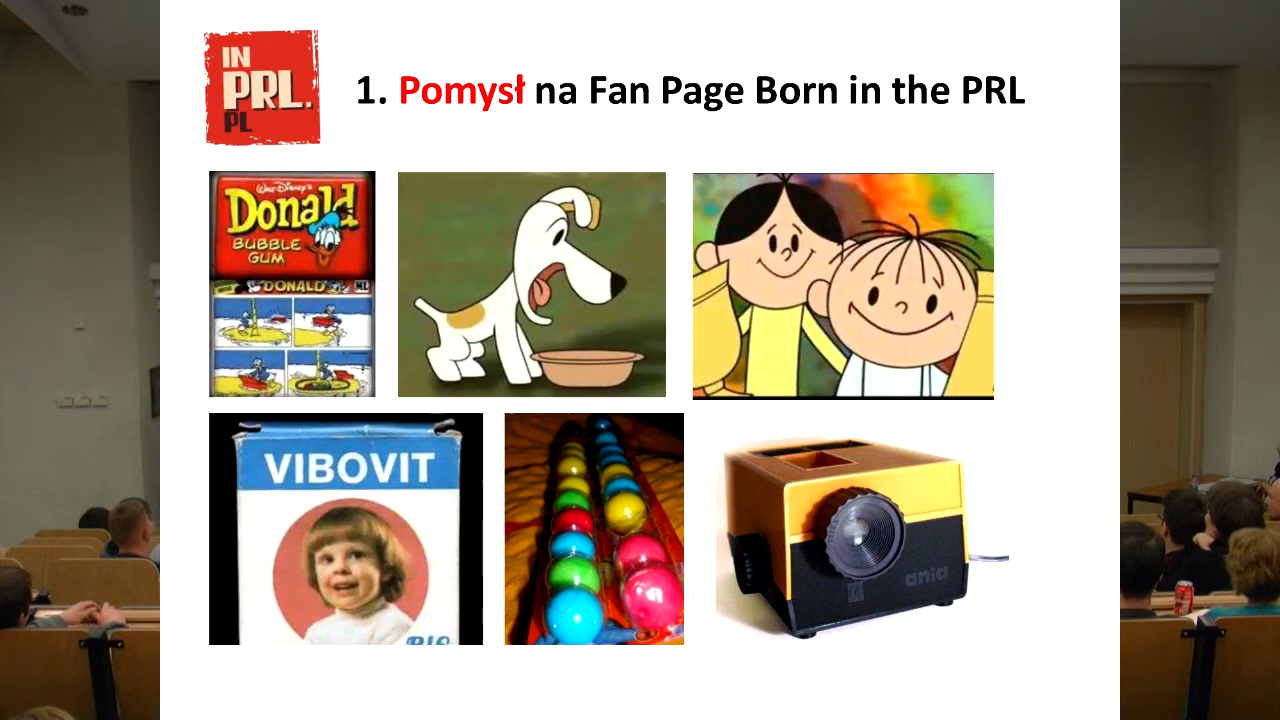 IN
PRL.
PL
1. Pomysł na Fan Page Born in the PRL
Walt Disney's
Donald
BUBBLE
GUM
DONALD
VIBOVIT
ania